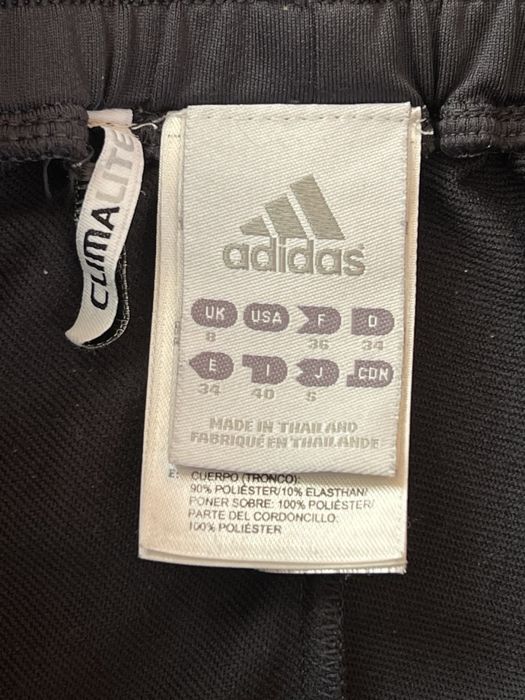 CLIMALITE
adidas
UK USA F D
8 36 34
E I J CDN
34 40 S
MADE IN THAILAND
FABRIQUÉ EN THAILANDE
E: CUERPO (TRONCO):
90% POLIÉSTER/10% ELASTHAN/
PONER SOBRE: 100% POLIÉSTER/
PARTE DEL CORDONCILLO:
100% POLIÉSTER